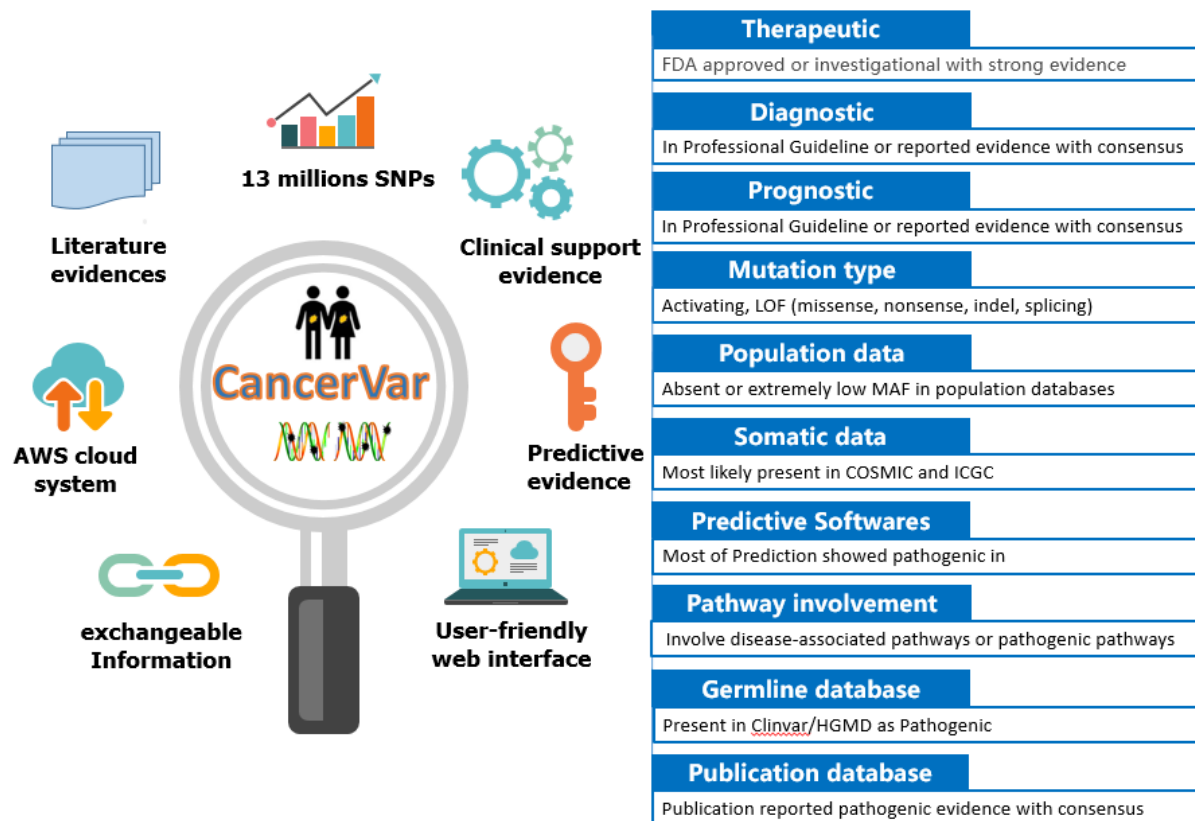 13 millions SNPs
Literature
evidences
Clinical support
evidence
CancerVar
AWS cloud
system
Predictive
evidence
exchangeable
Information
User-friendly
web interface
Therapeutic
FDA approved or investigational with strong evidence
Diagnostic
In Professional Guideline or reported evidence with consensus
Prognostic
In Professional Guideline or reported evidence with consensus
Mutation type
Activating, LOF (missense, nonsense, indel, splicing)
Population data
Absent or extremely low MAF in population databases
Somatic data
Most likely present in COSMIC and ICGC
Predictive Softwares
Most of Prediction showed pathogenic in
Pathway involvement
Involve disease-associated pathways or pathogenic pathways
Germline database
Present in Clinvar/HGMD as Pathogenic
Publication database
Publication reported pathogenic evidence with consensus